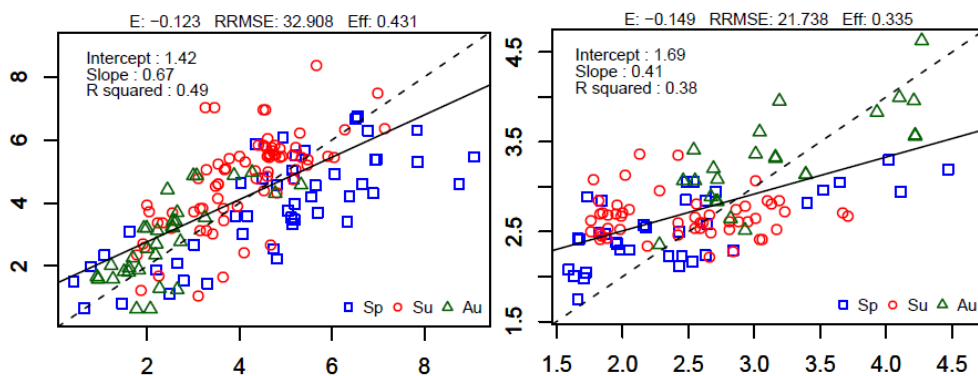 E: −0.123 RRMSE: 32.908 Eff: 0.431
Intercept : 1.42
Slope : 0.67
R squared : 0.49
8
6
4
2
Sp Su Au
2 4 6 8
E: −0.149 RRMSE: 21.738 Eff: 0.335
Intercept : 1.69
Slope : 0.41
R squared : 0.38
4.5
3.5
2.5
1.5
Sp Su Au
1.5 2.0 2.5 3.0 3.5 4.0 4.5